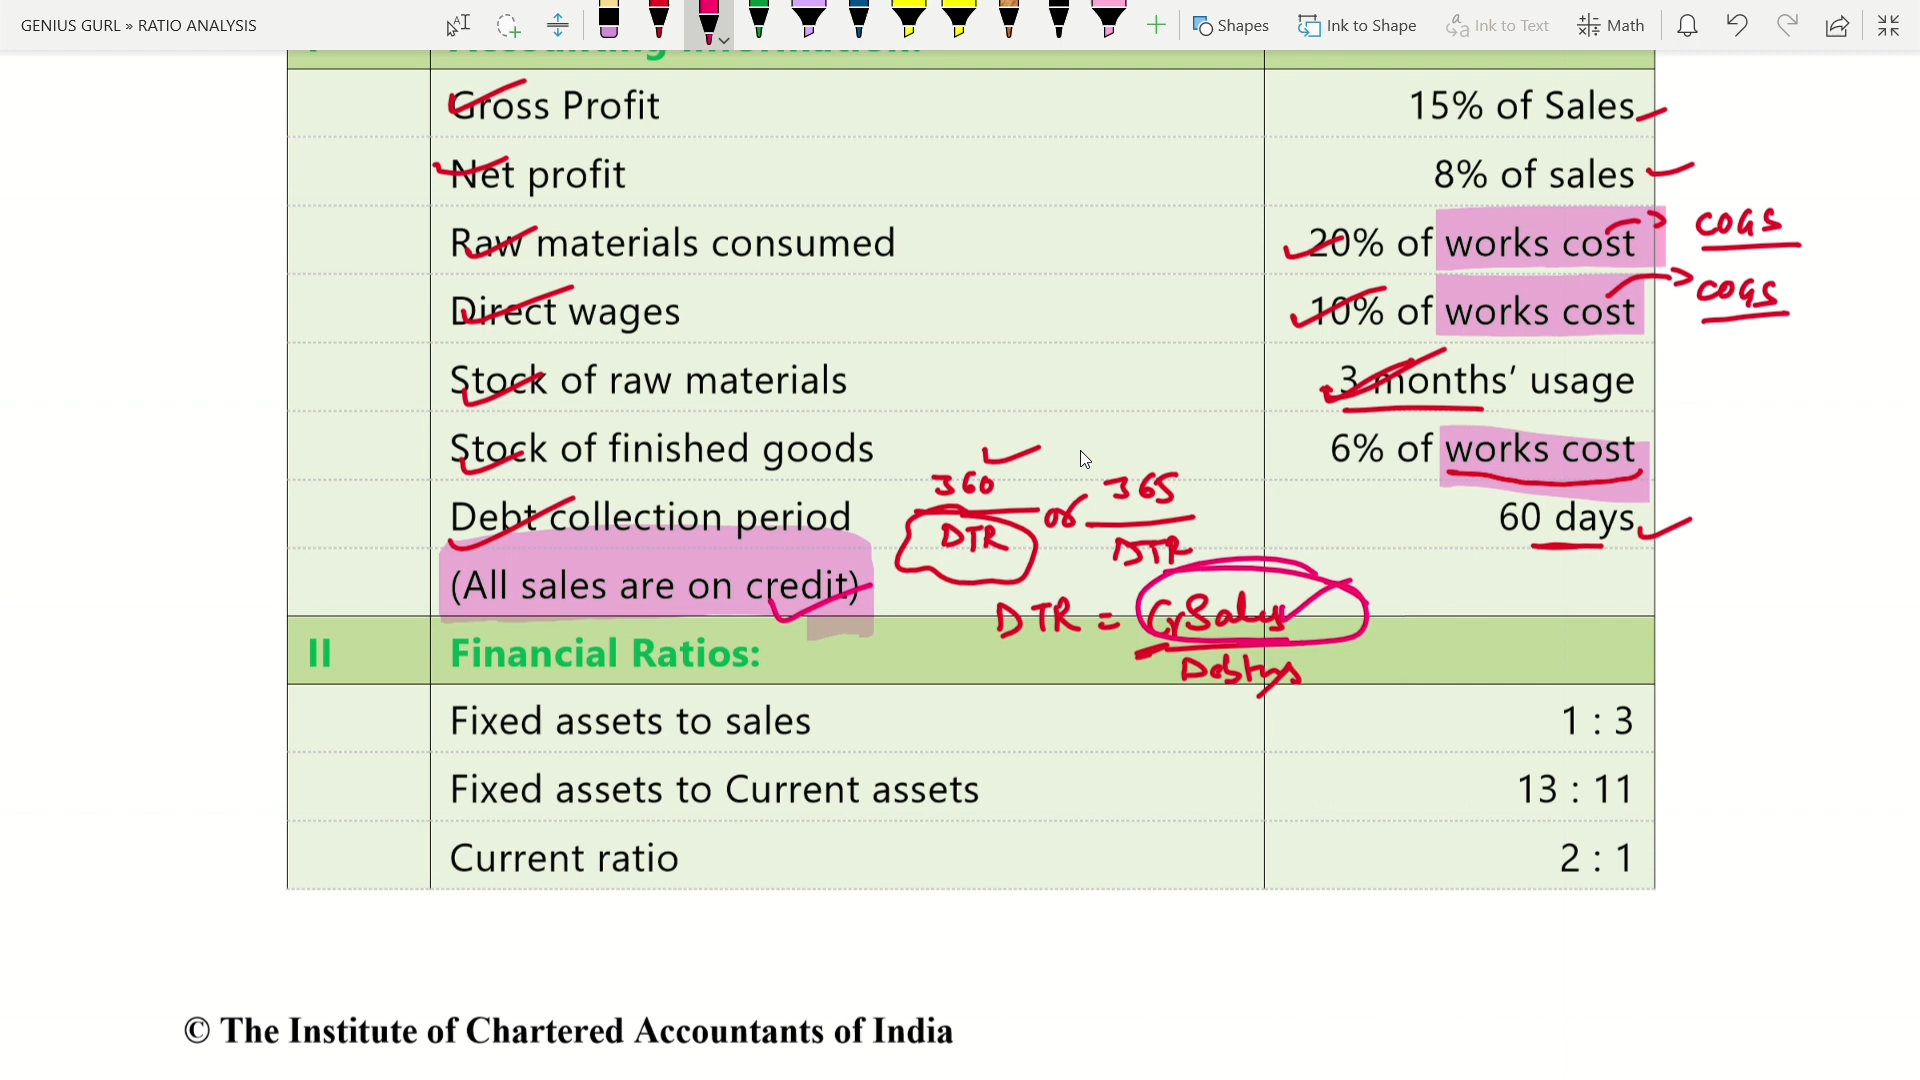 GENIUS GURL » RATIO ANALYSIS
Shapes
Ink to Shape
Ink to Text
Math
Gross Profit 15% of Sales
Net profit 8% of sales
Raw materials consumed 20% of works cost COGS
Direct wages 10% of works cost COGS
Stock of raw materials 3 months’ usage
Stock of finished goods 6% of works cost
360 or 365
Debt collection period 60 days
DTR DTR
(All sales are on credit)
DTR = Cr Sales
II Financial Ratios:
Fixed assets to sales 1 : 3
Fixed assets to Current assets 13 : 11
Current ratio 2 : 1
© The Institute of Chartered Accountants of India